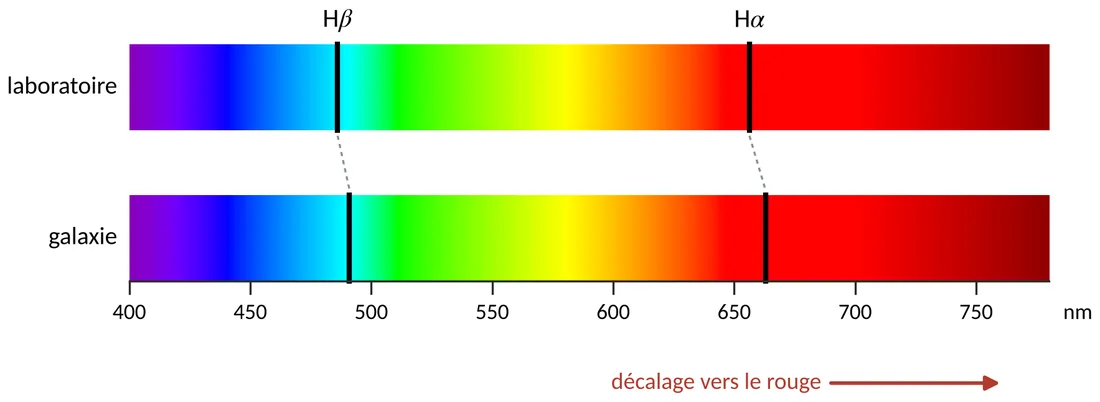 Hβ Hα
laboratoire
galaxie
400 450 500 550 600 650 700 750 nm
décalage vers le rouge